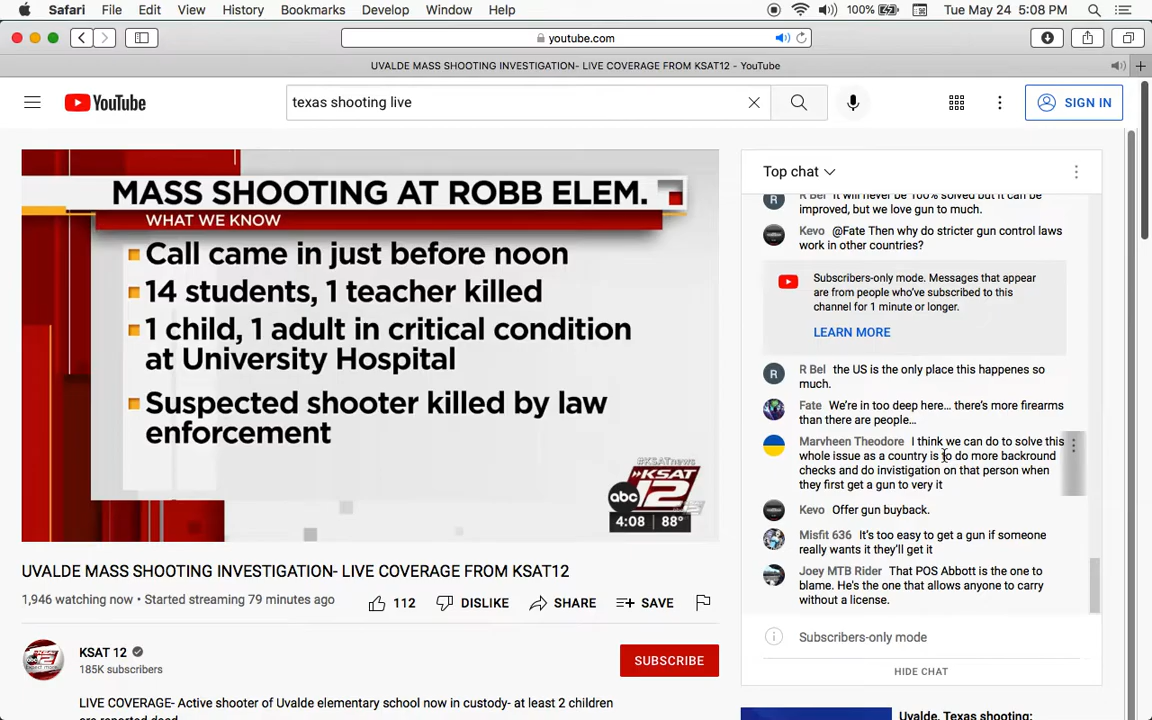 Safari File Edit View History Bookmarks Develop Window Help 100% Tue May 24 5:08 PM
youtube.com
UVALDE MASS SHOOTING INVESTIGATION- LIVE COVERAGE FROM KSAT12 - YouTube
YouTube
texas shooting live
SIGN IN
MASS SHOOTING AT ROBB ELEM.
WHAT WE KNOW
Call came in just before noon
14 students, 1 teacher killed
1 child, 1 adult in critical condition
at University Hospital
Suspected shooter killed by law
enforcement
#KSATnews
abc KSAT 12
4:08 88°
UVALDE MASS SHOOTING INVESTIGATION- LIVE COVERAGE FROM KSAT12
1,946 watching now • Started streaming 79 minutes ago
112 DISLIKE SHARE SAVE
KSAT 12
185K subscribers
SUBSCRIBE
LIVE COVERAGE- Active shooter of Uvalde elementary school now in custody- at least 2 children
are reported dead
Top chat
R R Bel It will never be 100% solved but it can be
improved, but we love gun to much.
Kevo @Fate Then why do stricter gun control laws
work in other countries?
Subscribers-only mode. Messages that appear
are from people who've subscribed to this
channel for 1 minute or longer.
LEARN MORE
R R Bel the US is the only place this happenes so
much.
Fate We're in too deep here... there's more firearms
than there are people...
Marvheen Theodore I think we can do to solve this
whole issue as a country is to do more backround
checks and do invistigation on that person when
they first get a gun to very it
Kevo Offer gun buyback.
Misfit 636 It's too easy to get a gun if someone
really wants it they'll get it
Joey MTB Rider That POS Abbott is the one to
blame. He's the one that allows anyone to carry
without a license.
Subscribers-only mode
HIDE CHAT
Uvalde, Texas shooting: